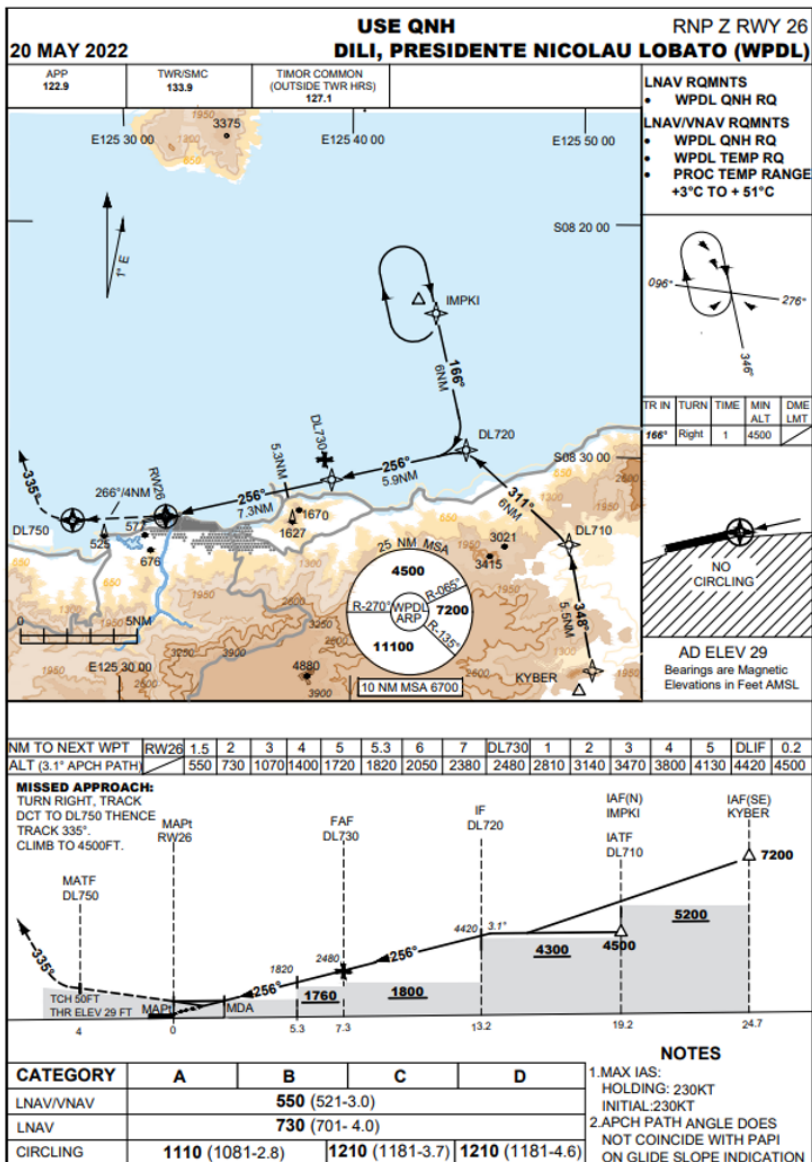 USE QNH
RNP Z RWY 26
20 MAY 2022
DILI, PRESIDENTE NICOLAU LOBATO (WPDL)
APP
122.9
TWR/SMC
133.9
TIMOR COMMON
(OUTSIDE TWR HRS)
127.1
LNAV RQMNTS
• WPDL QNH RQ
LNAV/VNAV RQMNTS
• WPDL QNH RQ
• WPDL TEMP RQ
• PROC TEMP RANGE
+3°C TO + 51°C
1950
3375
1300
650
E125 30 00
E125 40 00
E125 50 00
S08 20 00
1° E
IMPKI
166°
6NM
DL720
DL730
5.3NM
256°
5.9NM
S08 30 00
335°
266°/4NM
RW26
256°
7.3NM
311°
6NM
DL710
DL750
525
577
676
1670
1627
3021
3415
650
1300
1950
2600
3250
3900
4880
25 NM MSA
4500
R-065°
R-270°
WPDL
ARP
7200
R-135°
11100
10 NM MSA 6700
348°
5.5NM
KYBER
0
5NM
E125 30 00
096°
276°
346°
TR IN TURN TIME MIN ALT DME LMT
166° Right 1 4500
NO
CIRCLING
AD ELEV 29
Bearings are Magnetic
Elevations in Feet AMSL
NM TO NEXT WPT RW26 1.5 2 3 4 5 5.3 6 7 DL730 1 2 3 4 5 DLIF 0.2
ALT (3.1° APCH PATH) 550 730 1070 1400 1720 1820 2050 2380 2480 2810 3140 3470 3800 4130 4420 4500
MISSED APPROACH:
TURN RIGHT, TRACK
DCT TO DL750 THENCE
TRACK 335°.
CLIMB TO 4500FT.
MATF
DL750
MAPt
RW26
FAF
DL730
IF
DL720
IAF(N)
IMPKI
IATF
DL710
IAF(SE)
KYBER
7200
335°
TCH 50FT
THR ELEV 29 FT
MAPt
MDA
256°
1820
2480
256°
4420
3.1°
1760
1800
4300
4500
5200
4 0 5.3 7.3 13.2 19.2 24.7
CATEGORY A B C D
LNAV/VNAV 550 (521-3.0)
LNAV 730 (701- 4.0)
CIRCLING 1110 (1081-2.8) 1210 (1181-3.7) 1210 (1181-4.6)
NOTES
1.MAX IAS:
HOLDING: 230KT
INITIAL:230KT
2.APCH PATH ANGLE DOES
NOT COINCIDE WITH PAPI
ON GLIDE SLOPE INDICATION